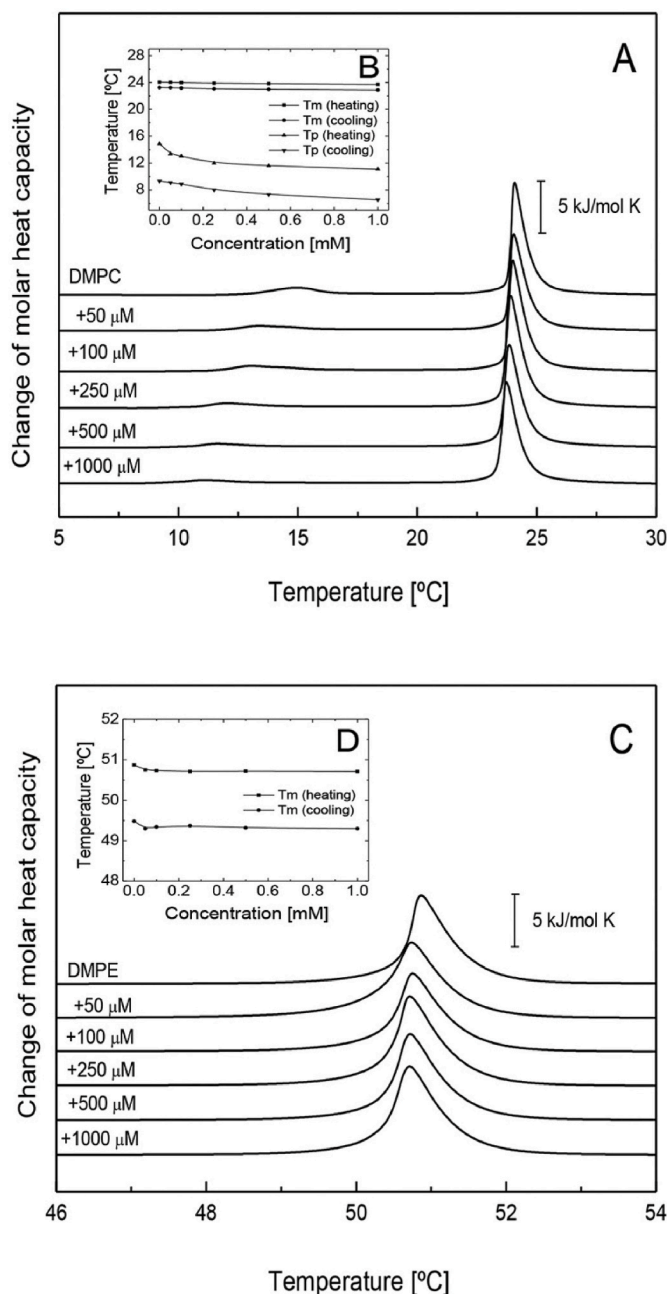 A
B
Temperature [ºC]
28
24
20
16
12
8
4
Tm (heating)
Tm (cooling)
Tp (heating)
Tp (cooling)
0.0 0.2 0.4 0.6 0.8 1.0
Concentration [mM]
5 kJ/mol K
Change of molar heat capacity
DMPC
+50 μM
+100 μM
+250 μM
+500 μM
+1000 μM
5 10 15 20 25 30
Temperature [ºC]
C
D
Temperature [ºC]
52
51
50
49
48
Tm (heating)
Tm (cooling)
0.0 0.2 0.4 0.6 0.8 1.0
Concentration [mM]
5 kJ/mol K
Change of molar heat capacity
DMPE
+50 μM
+100 μM
+250 μM
+500 μM
+1000 μM
46 48 50 52 54
Temperature [ºC]